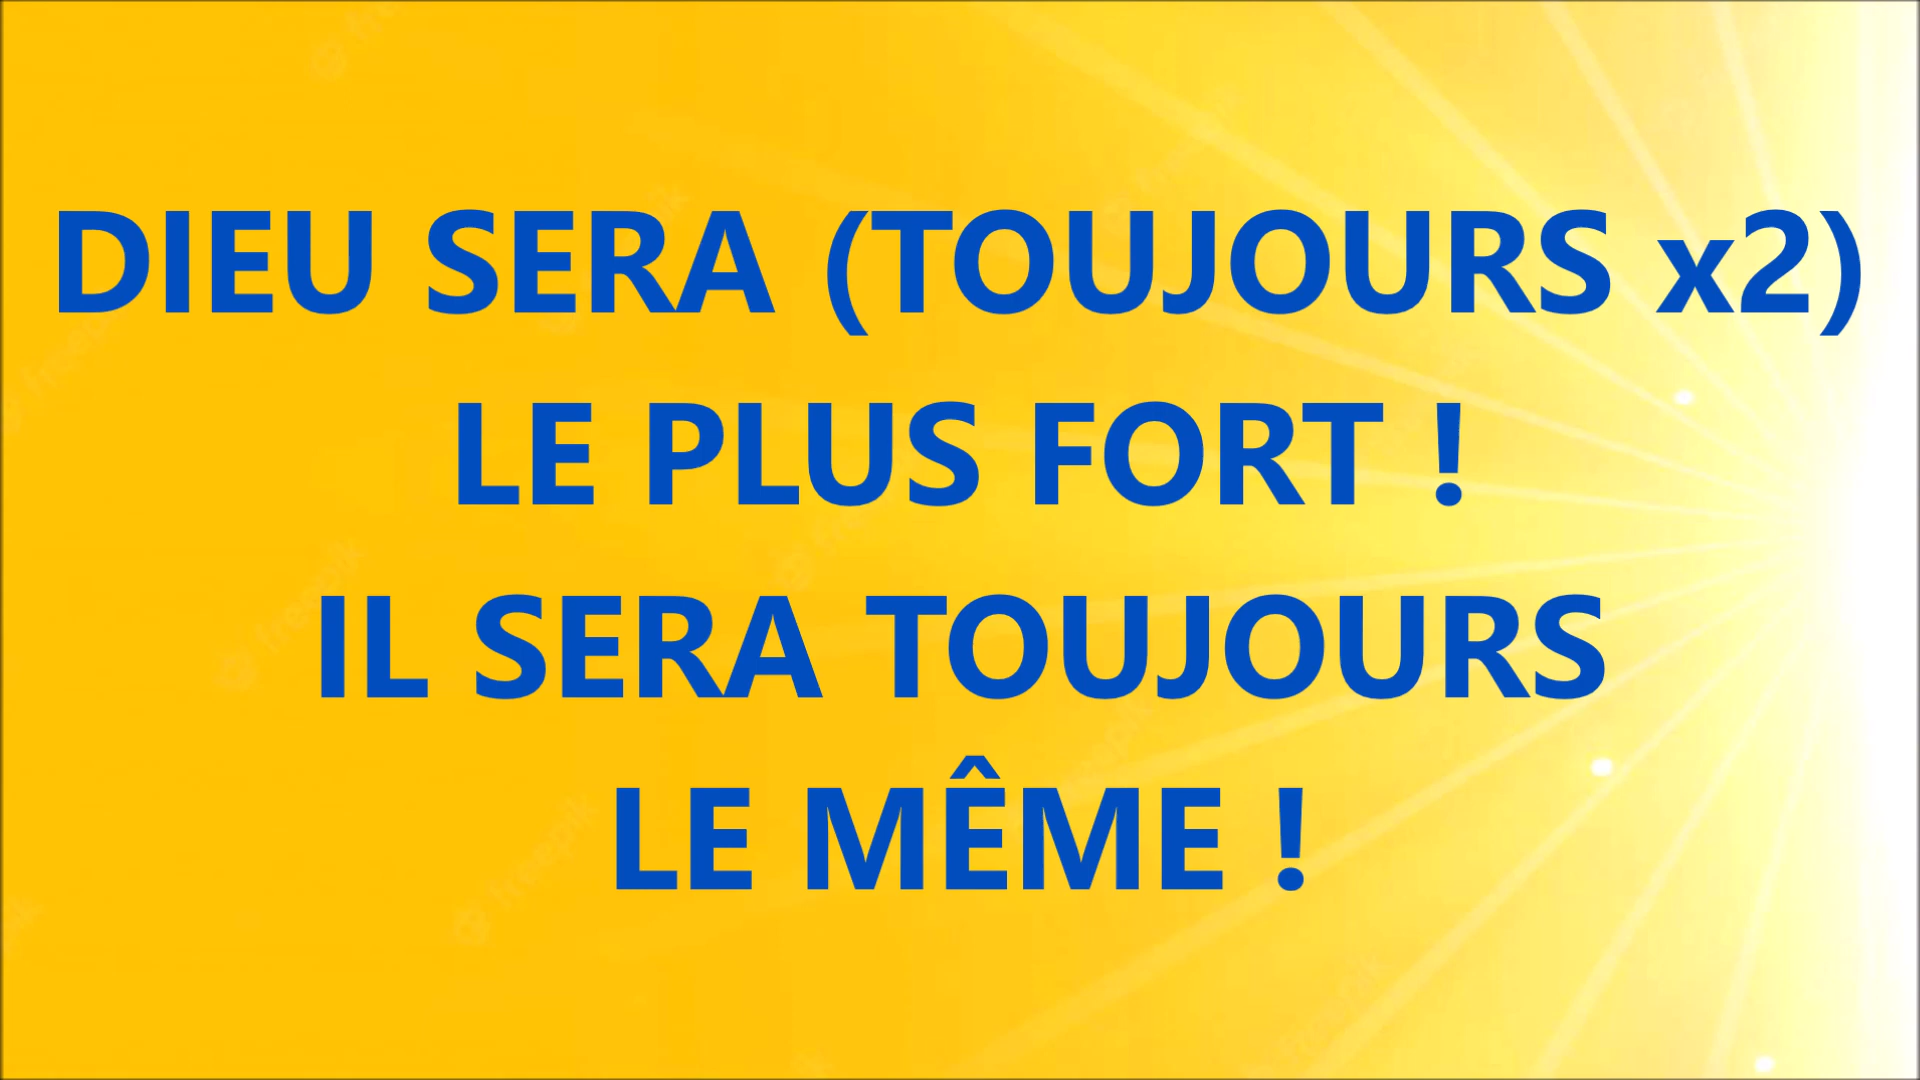 DIEU SERA (TOUJOURS x2)
LE PLUS FORT !
IL SERA TOUJOURS
LE MÊME !